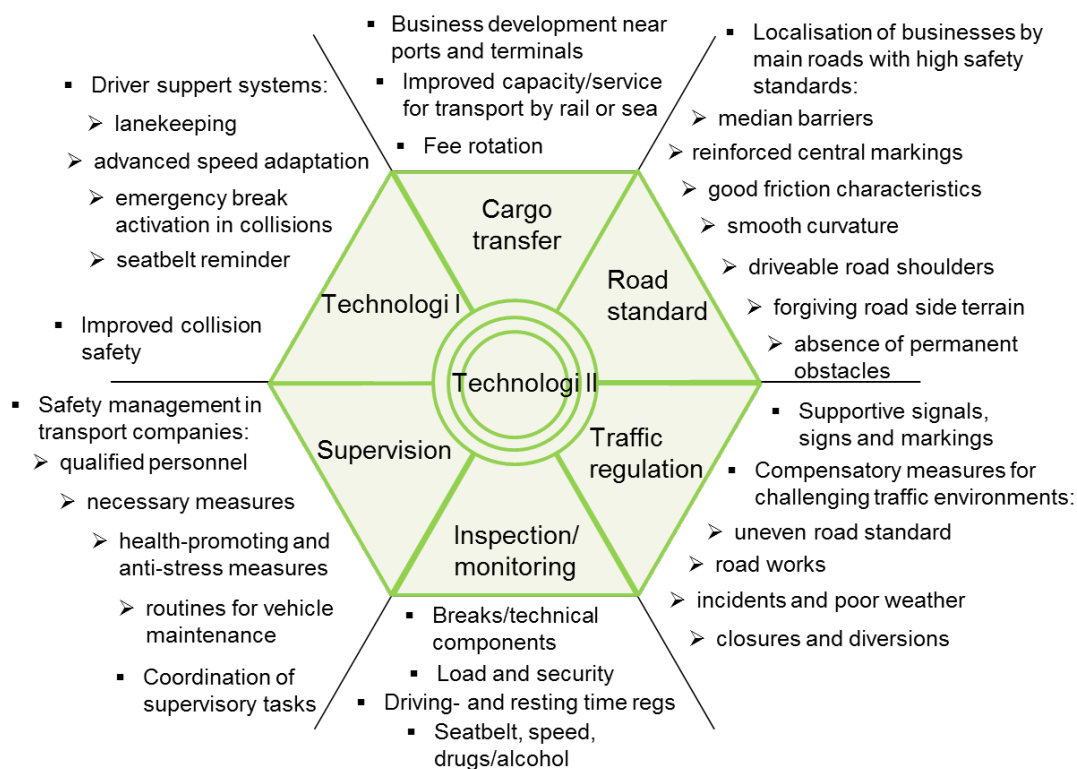 ▪ Business development near
ports and terminals
▪ Improved capacity/service
for transport by rail or sea
▪ Fee rotation
▪ Localisation of businesses by
main roads with high safety
standards:
➢ median barriers
➢ reinforced central markings
➢ good friction characteristics
➢ smooth curvature
➢ driveable road shoulders
➢ forgiving road side terrain
➢ absence of permanent
obstacles
▪ Driver support systems:
➢ lanekeeping
➢ advanced speed adaptation
➢ emergency break
activation in collisions
➢ seatbelt reminder
▪ Improved collision
safety
Cargo
transfer
Road
standard
Technologi I
Technologi II
Supervision
Traffic
regulation
Inspection/
monitoring
▪ Safety management in
transport companies:
➢ qualified personnel
➢ necessary measures
➢ health-promoting and
anti-stress measures
➢ routines for vehicle
maintenance
▪ Coordination of
supervisory tasks
▪ Supportive signals,
signs and markings
▪ Compensatory measures for
challenging traffic environments:
➢ uneven road standard
➢ road works
➢ incidents and poor weather
➢ closures and diversions
▪ Breaks/technical
components
▪ Load and security
▪ Driving- and resting time regs
▪ Seatbelt, speed,
drugs/alcohol